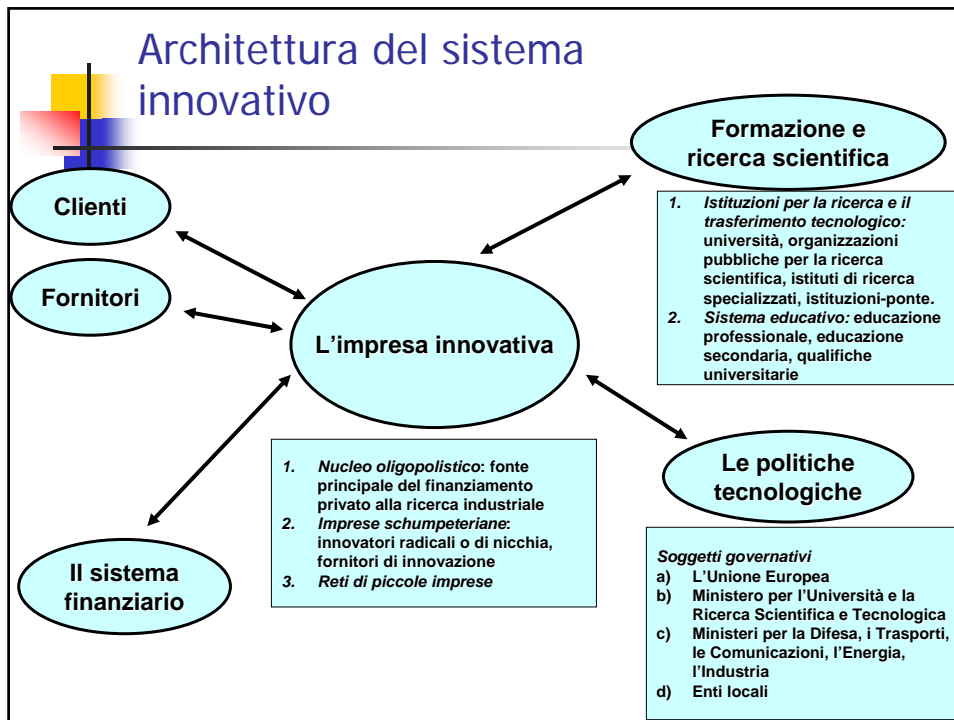 Architettura del sistema
innovativo
Formazione e
ricerca scientifica
Clienti
Fornitori
L'impresa innovativa
1. Istituzioni per la ricerca e il
trasferimento tecnologico:
università, organizzazioni
pubbliche per la ricerca
scientifica, istituti di ricerca
specializzati, istituzioni-ponte.
2. Sistema educativo: educazione
professionale, educazione
secondaria, qualifiche
universitarie
Le politiche
tecnologiche
1. Nucleo oligopolistico: fonte
principale del finanziamento
privato alla ricerca industriale
2. Imprese schumpeteriane:
innovatori radicali o di nicchia,
fornitori di innovazione
3. Reti di piccole imprese
Il sistema
finanziario
Soggetti governativi
a) L'Unione Europea
b) Ministero per l'Università e la
Ricerca Scientifica e Tecnologica
c) Ministeri per la Difesa, i Trasporti,
le Comunicazioni, l'Energia,
l'Industria
d) Enti locali